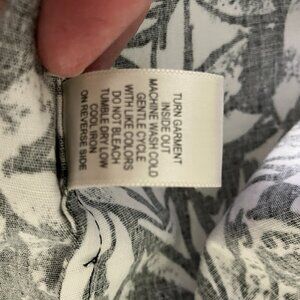 TURN GARMENT
INSIDE OUT
MACHINE WASH COLD
GENTLE CYCLE
WITH LIKE COLORS
DO NOT BLEACH
TUMBLE DRY LOW
COOL IRON
ON REVERSE SIDE